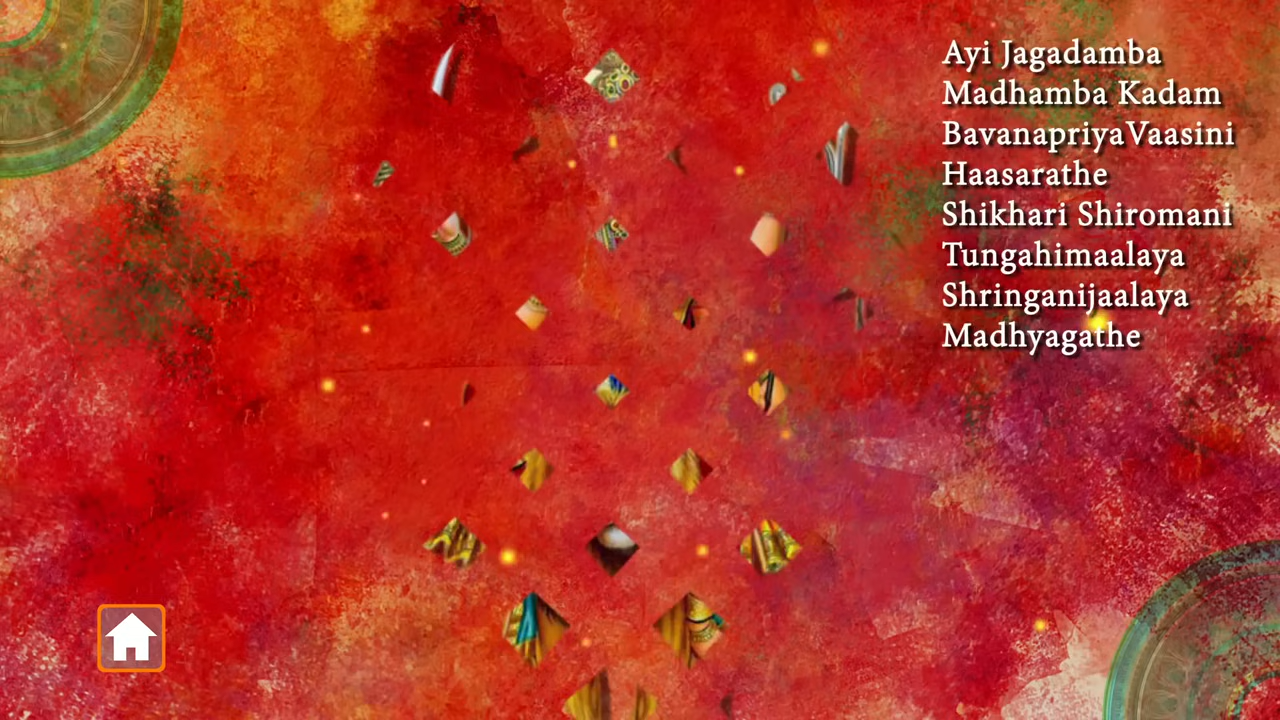 Ayi Jagadamba
Madhamba Kadam
BavanapriyaVaasini
Haasarathe
Shikhari Shiromani
Tungahimaalaya
Shringanijaalaya
Madhyagathe